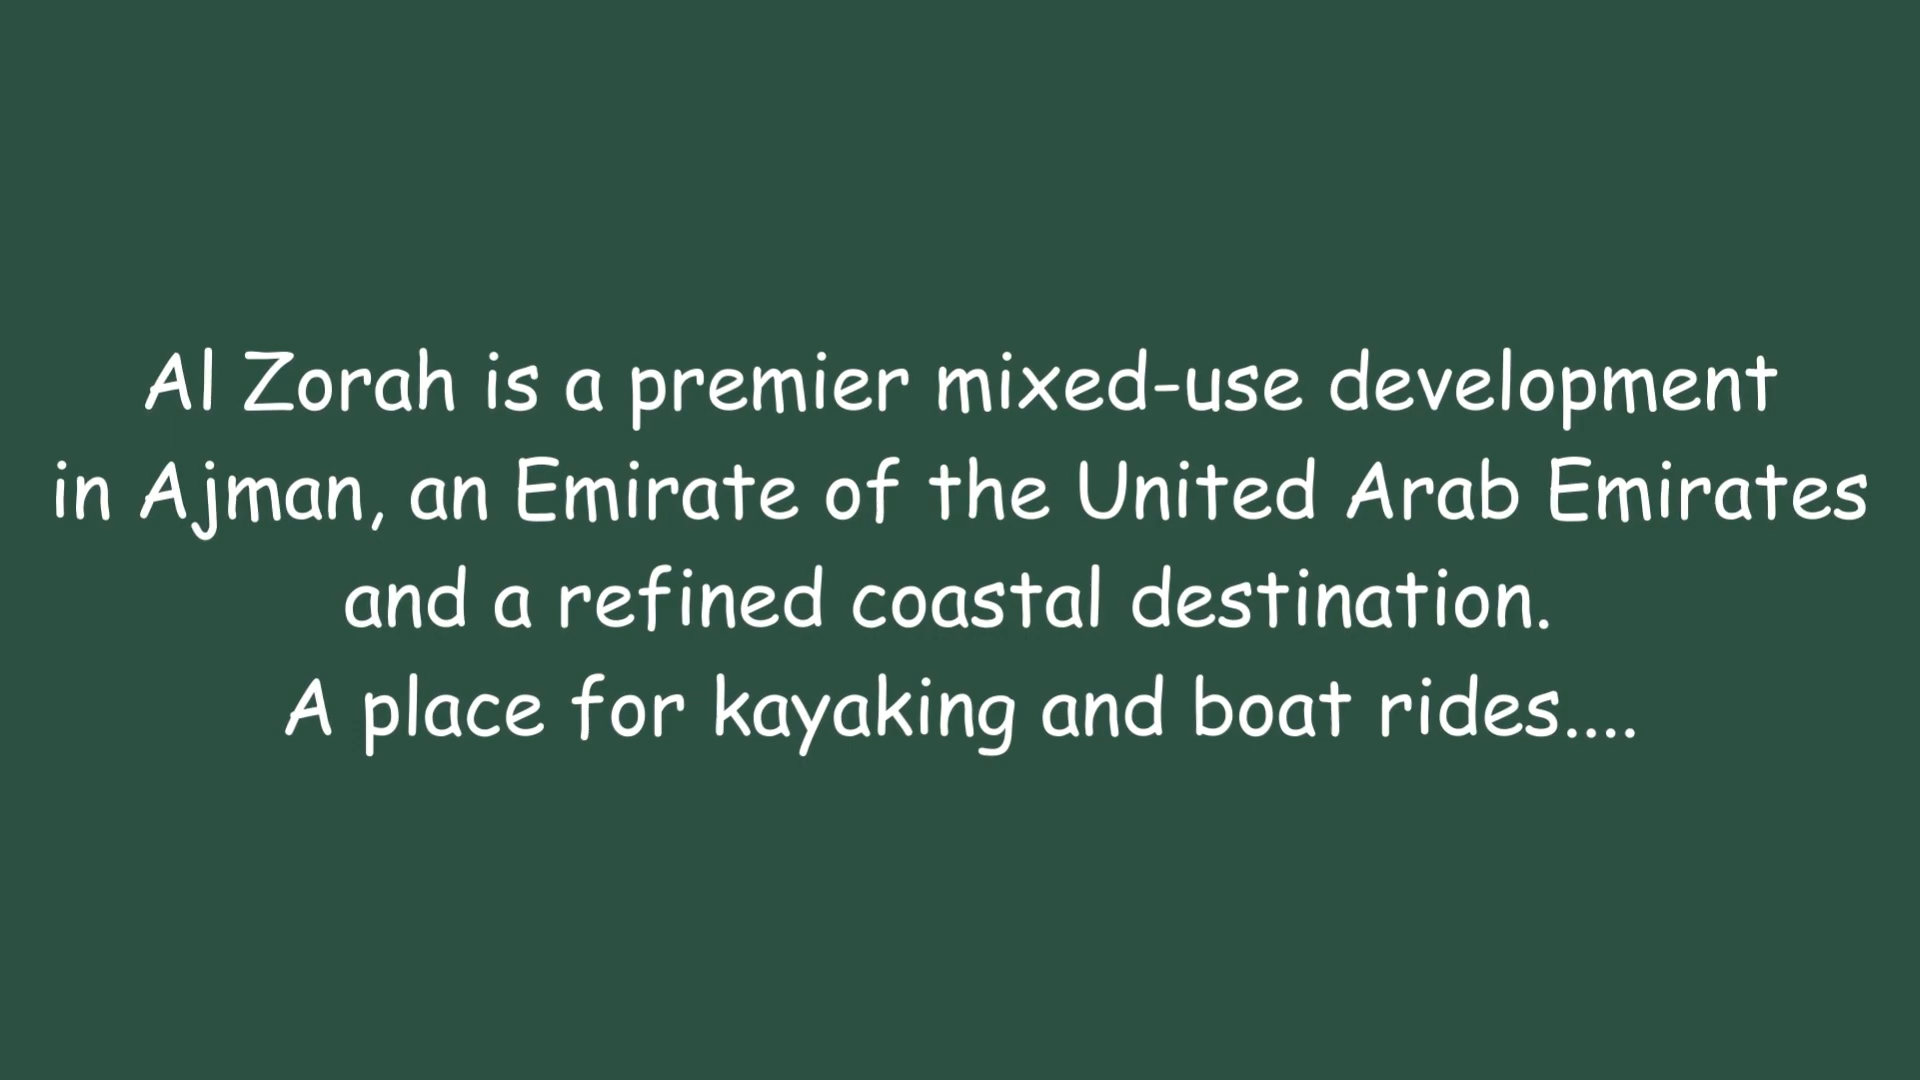 Al Zorah is a premier mixed-use development
in Ajman, an Emirate of the United Arab Emirates
and a refined coastal destination.
A place for kayaking and boat rides....